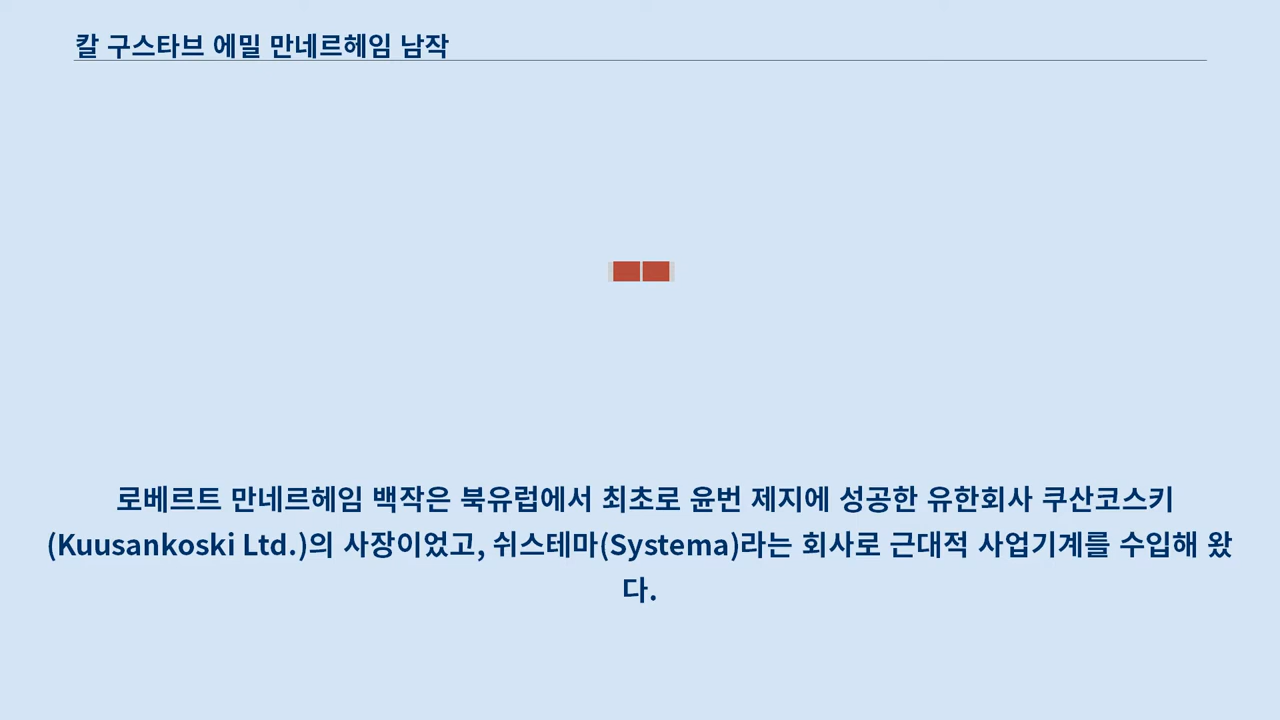 칼 구스타브 에밀 만네르헤임 남작
로베르트 만네르헤임 백작은 북유럽에서 최초로 윤번 제지에 성공한 유한회사 쿠산코스키
(Kuusankoski Ltd.)의 사장이었고, 쉬스테마(Systema)라는 회사로 근대적 사업기계를 수입해 왔
다.